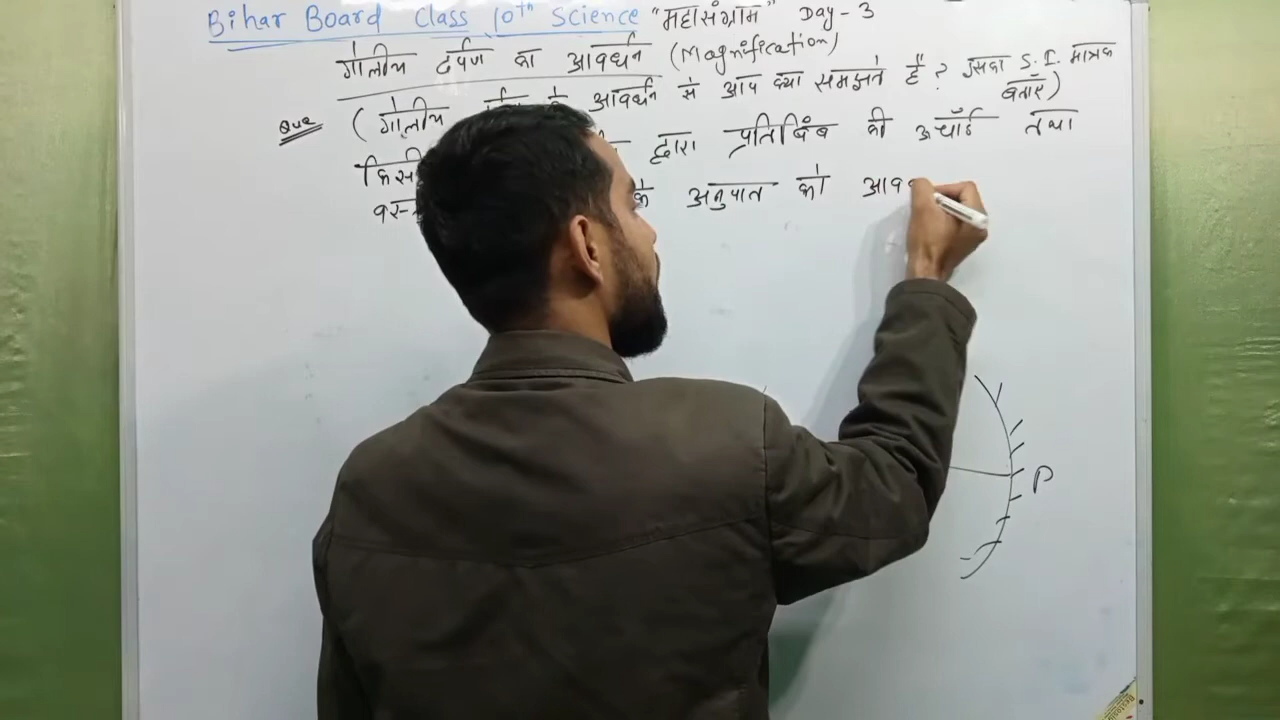 Bihar Board Class 10th Science "महासंग्राम" Day - 3
गोलीय दर्पण का आवर्धन (Magnification)
Que (गोलीय आवर्धन से आप क्या समझते है? इसका S.I. मात्रक बताएँ)
द्वारा प्रतिबिंब की ऊँचाई तथा
के अनुपात को
P